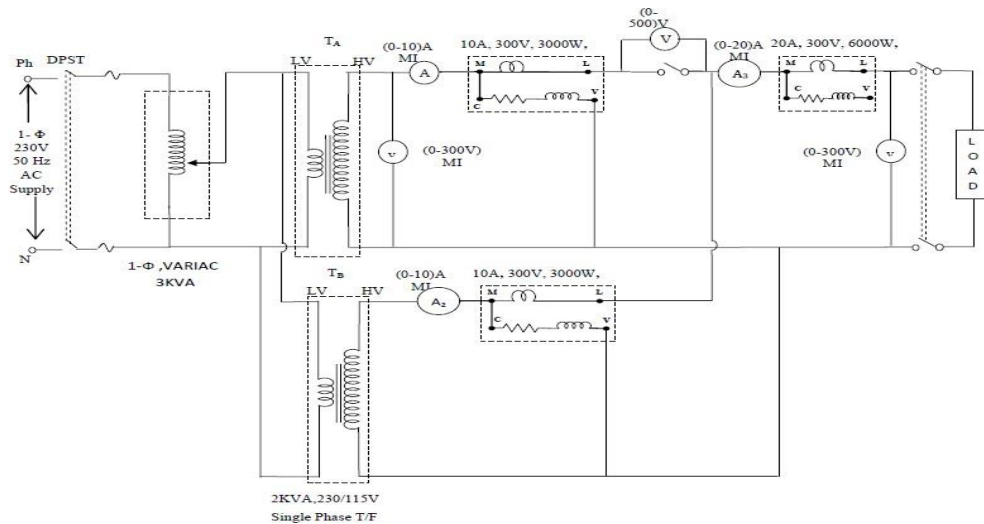 (0-
500)V
V
Ph
DPST
TA
LV
HV
(0-10)A
MI
A
10A, 300V, 3000W,
M
L
C
V
(0-20)A
MI
A3
20A, 300V, 6000W,
M
L
C
V
1- Φ
230V
50 Hz
AC
Supply
(0-300V)
MI
v
(0-300V)
MI
v
L
O
A
D
N
1-Φ ,VARIAC
3KVA
TB
LV
HV
(0-10)A
MI
A2
10A, 300V, 3000W,
M
L
C
V
2KVA,230/115V
Single Phase T/F